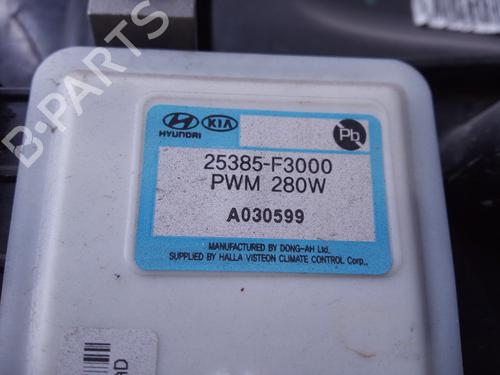 B-PARTS
HYUNDAI
KIA
Pb
25385-F3000
PWM 280W
A030599
MANUFACTURED BY DONG-AH Ltd.
SUPPLIED BY HALLA VISTEON CLIMATE CONTROL Corp.,